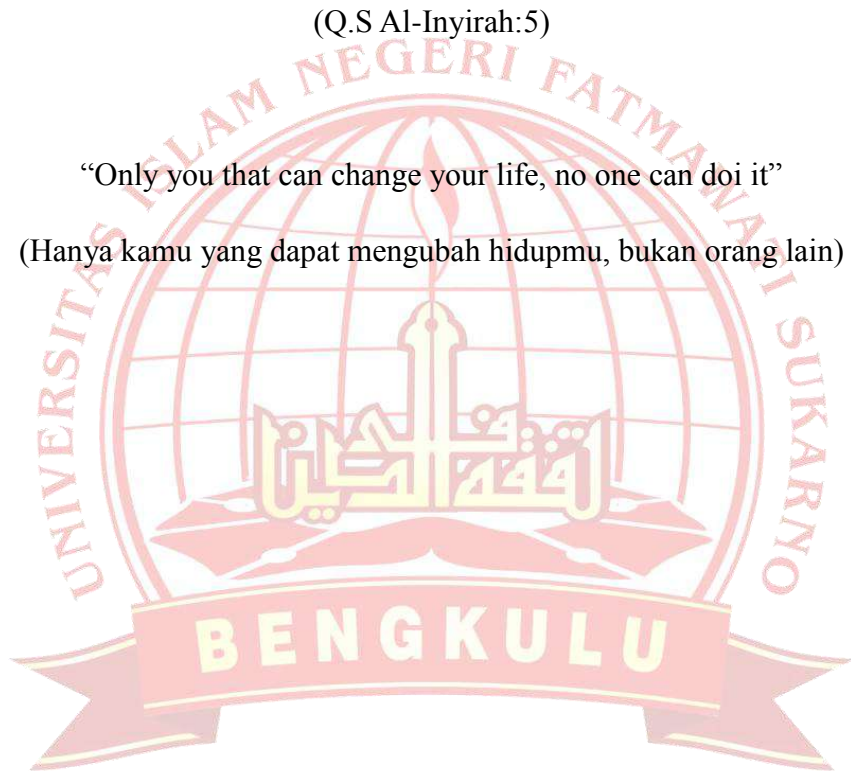 (Q.S Al-Inyirah:5)
UNIVERSITAS ISLAM NEGERI FATMAWATI SUKARNO
“Only you that can change your life, no one can doi it”
(Hanya kamu yang dapat mengubah hidupmu, bukan orang lain)
BENGKULU